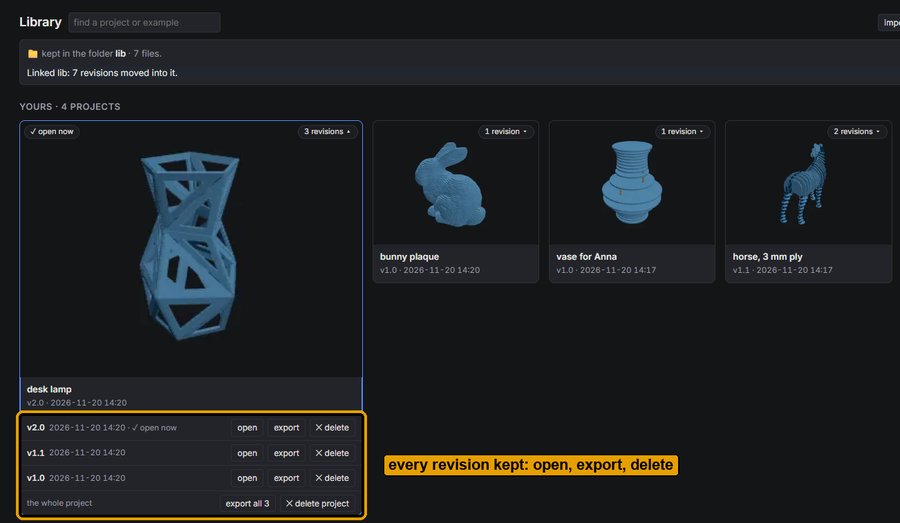 Library find a project or example
kept in the folder lib · 7 files.
Linked lib: 7 revisions moved into it.
YOURS · 4 PROJECTS
✓ open now 3 revisions
desk lamp
v2.0 · 2026-11-20 14:20
v2.0 2026-11-20 14:20 · ✓ open now open export ✕ delete
v1.1 2026-11-20 14:20 open export ✕ delete
v1.0 2026-11-20 14:20 open export ✕ delete
the whole project export all 3 ✕ delete project
1 revision
bunny plaque
v1.0 · 2026-11-20 14:20
1 revision
vase for Anna
v1.0 · 2026-11-20 14:17
2 revisions
horse, 3 mm ply
v1.1 · 2026-11-20 14:17
every revision kept: open, export, delete